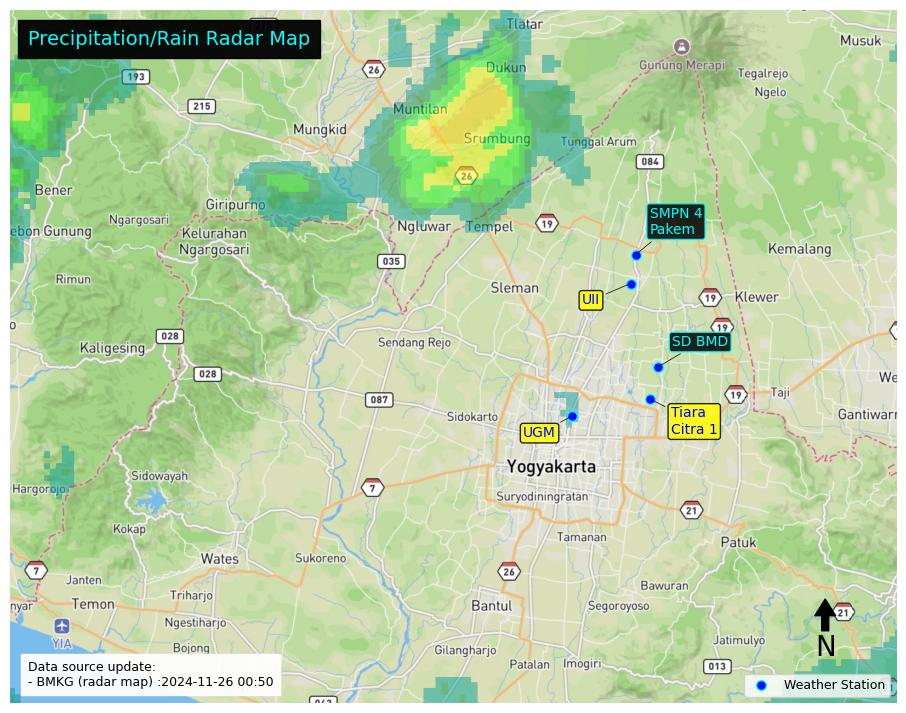 Precipitation/Rain Radar Map
Tlatar
Musuk
26
193
Dukun
Gunung Merapi
Tegalrejo
Ngelo
215
Muntilan
Mungkid
Srumbung
Tunggal Arum
084
26
Bener
Giripurno
Ngargosari
Kelurahan
Ngargosari
ebon Gunung
Ngluwar
Tempel
19
SMPN 4
Pakem
Kemalang
035
Rimun
Sleman
UII
19
Klewer
19
028
Kaligesing
Sendang Rejo
SD BMD
028
087
19
Taji
We
Sidokarto
UGM
Tiara
Citra 1
Gantiwarn
Yogyakarta
Sidowayah
Hargorojo
7
Suryodiningratan
21
Kokap
Tamanan
Patuk
Wates
Sukoreno
7
26
Janten
Bawuran
Triharjo
nyar
Temon
Bantul
Segoroyoso
21
Ngestiharjo
YIA
N
Jatimulyo
Bojong
Gilangharjo
Patalan
Imogiri
013
Data source update:
- BMKG (radar map) :2024-11-26 00:50
Weather Station